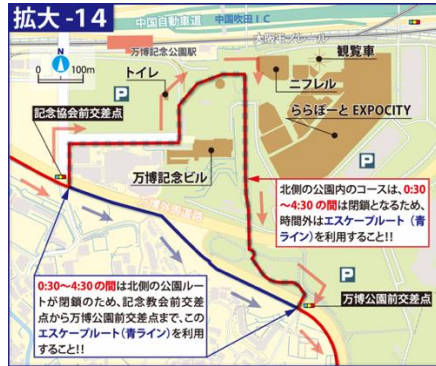 拡大 -14
中国自動車道
中国吹田IC
大阪モノレール
万博記念公園駅
観覧車
N
0 100m
トイレ
P
ニフレル
ららぽーと EXPOCITY
記念協会前交差点
P
万博記念ビル
P
北側の公園内のコースは、0:30
～4:30の間は閉鎖となるため、
時間外はエスケープルート（青
ライン）を利用すること!!
万博外周道路
0:30～4:30の間は北側の公園ルー
トが閉鎖のため、記念教会前交差
点から万博公園前交差点まで、この
エスケープルート（青ライン）を利用
すること!!
万博公園前交差点
P